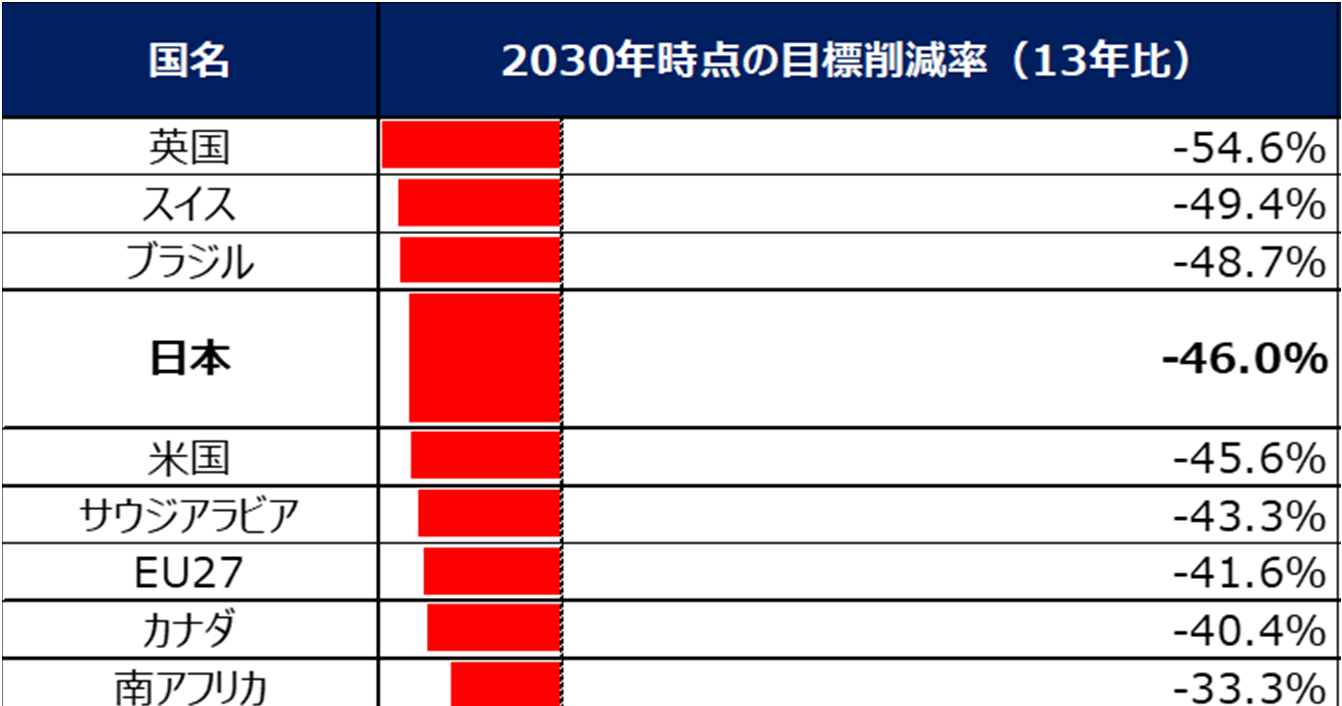 国名 2030年時点の目標削減率（13年比）
英国 -54.6%
スイス -49.4%
ブラジル -48.7%
日本 -46.0%
米国 -45.6%
サウジアラビア -43.3%
EU27 -41.6%
カナダ -40.4%
南アフリカ -33.3%